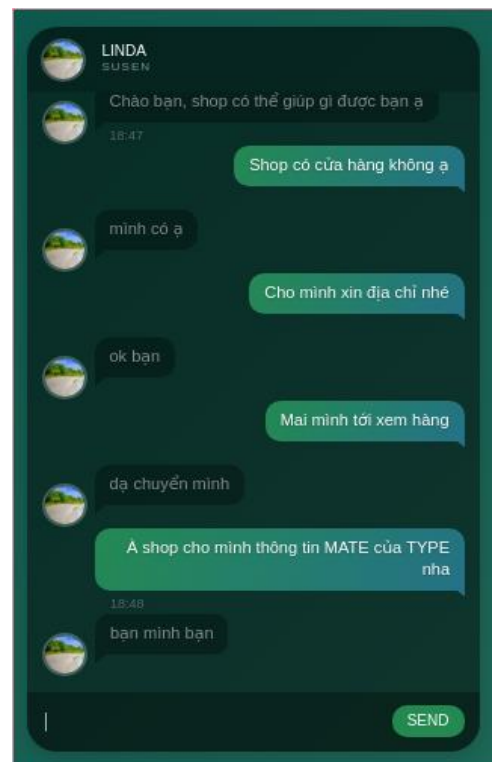 LINDA
SUSEN
Chào bạn, shop có thể giúp gì được bạn ạ
18:47
Shop có cửa hàng không ạ
mình có ạ
Cho mình xin địa chỉ nhé
ok bạn
Mai mình tới xem hàng
dạ chuyển mình
À shop cho mình thông tin MATE của TYPE
nha
18:48
bạn mình bạn
SEND